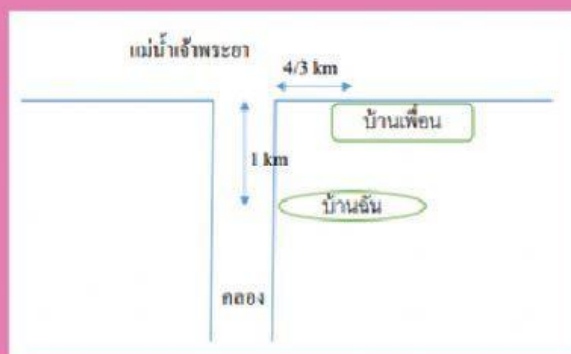 แม่น้ำเจ้าพระยา
4/3 km
บ้านเพื่อน
1 km
บ้านฉัน
คลอง